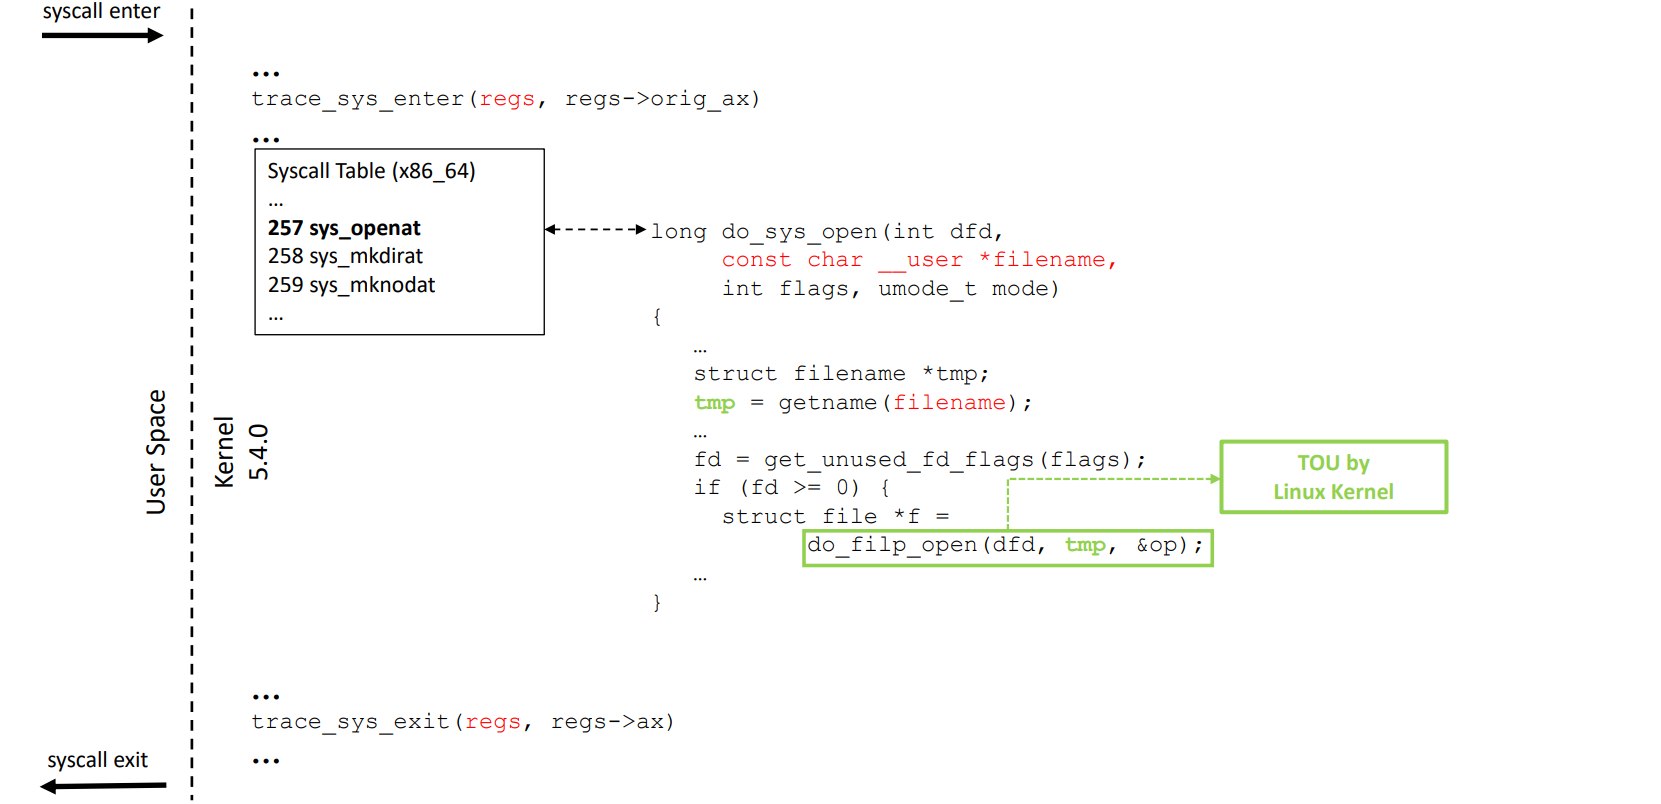 syscall enter
...
trace_sys_enter(regs, regs->orig_ax)
...
Syscall Table (x86_64)
...
257 sys_openat
258 sys_mkdirat
259 sys_mknodat
...
long do_sys_open(int dfd,
const char __user *filename,
int flags, umode_t mode)
{
...
struct filename *tmp;
tmp = getname(filename);
...
fd = get_unused_fd_flags(flags);
if (fd >= 0) {
struct file *f =
do_filp_open(dfd, tmp, &op);
...
}
TOU by
Linux Kernel
User Space
Kernel
5.4.0
...
trace_sys_exit(regs, regs->ax)
...
syscall exit